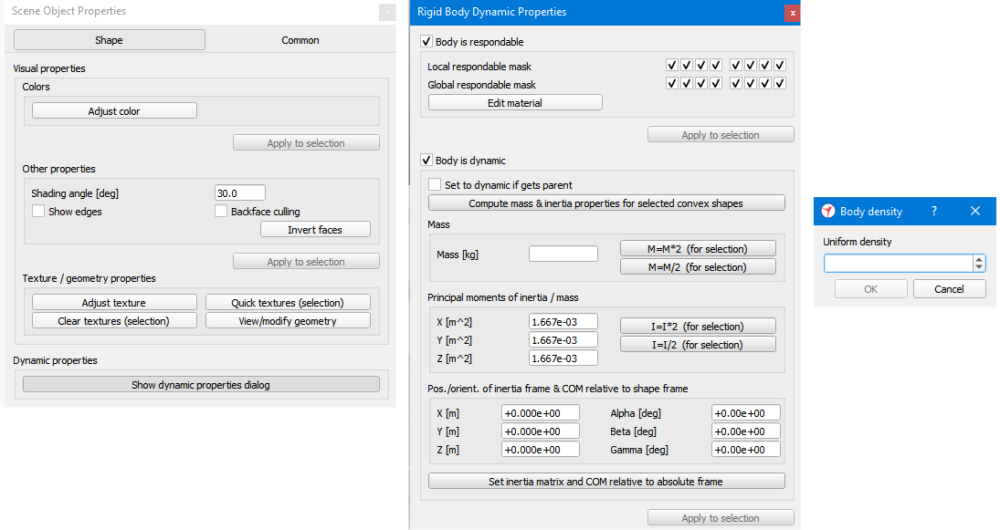 Scene Object Properties
x
Shape Common
Visual properties
Colors
Adjust color
Apply to selection
Other properties
Shading angle [deg] 30.0
Show edges Backface culling
Invert faces
Apply to selection
Texture / geometry properties
Adjust texture Quick textures (selection)
Clear textures (selection) View/modify geometry
Dynamic properties
Show dynamic properties dialog
Rigid Body Dynamic Properties
x
Body is respondable
Local respondable mask
Global respondable mask
Edit material
Apply to selection
Body is dynamic
Set to dynamic if gets parent
Compute mass & inertia properties for selected convex shapes
Mass
Mass [kg] M=M*2 (for selection)
M=M/2 (for selection)
Principal moments of inertia / mass
X [m^2] 1.667e-03 I=I*2 (for selection)
Y [m^2] 1.667e-03 I=I/2 (for selection)
Z [m^2] 1.667e-03
Pos./orient. of inertia frame & COM relative to shape frame
X [m] +0.000e+00 Alpha [deg] +0.00e+00
Y [m] +0.000e+00 Beta [deg] +0.00e+00
Z [m] +0.000e+00 Gamma [deg] +0.00e+00
Set inertia matrix and COM relative to absolute frame
Apply to selection
Body density ?
Uniform density
OK Cancel